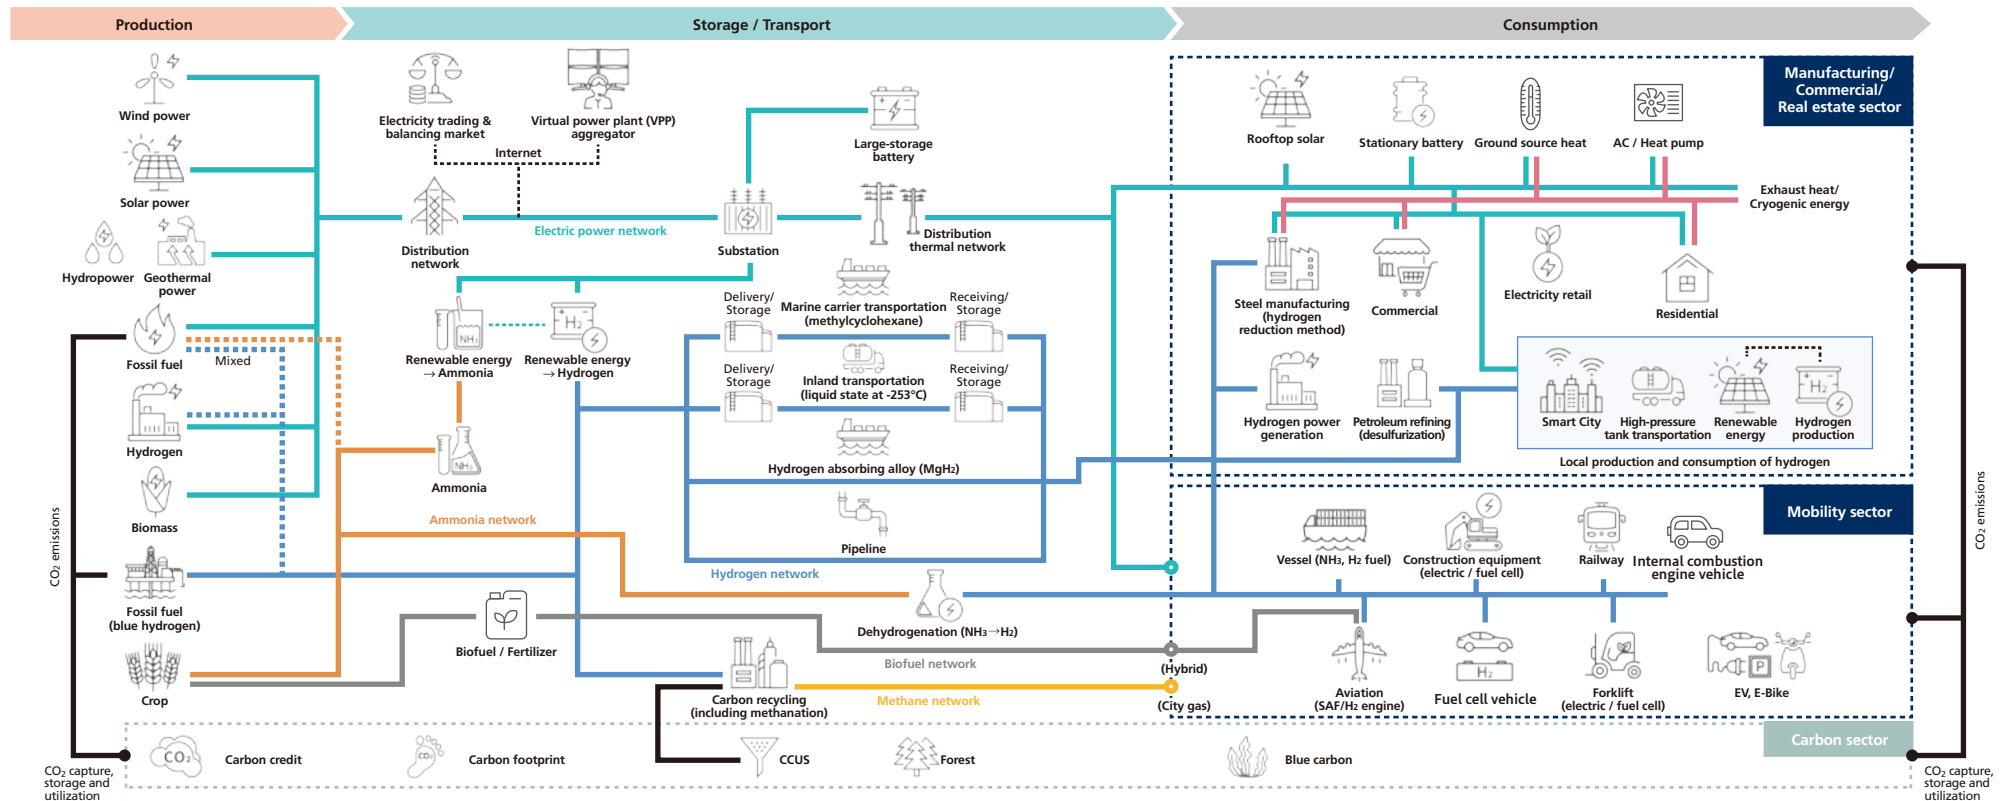 Production
Storage / Transport
Consumption
Wind power
Solar power
Hydropower
Geothermal
power
Fossil fuel
Mixed
Hydrogen
Biomass
Fossil fuel
(blue hydrogen)
Crop
CO₂ emissions
CO₂ capture,
storage and
utilization
Electricity trading &
balancing market
Virtual power plant (VPP)
aggregator
Internet
Large-storage
battery
Distribution
network
Electric power network
Substation
Distribution
thermal network
NH₃
H₂
Renewable energy
→Ammonia
Renewable energy
→Hydrogen
Delivery/
Storage
Marine carrier transportation
(methylcyclohexane)
Receiving/
Storage
Delivery/
Storage
Inland transportation
(liquid state at -253°C)
Receiving/
Storage
Hydrogen absorbing alloy (MgH₂)
NH₃
Ammonia
Ammonia network
Pipeline
Hydrogen network
Dehydrogenation (NH₃→H₂)
Biofuel / Fertilizer
Biofuel network
Carbon recycling
(including methanation)
Methane network
(Hybrid)
(City gas)
Manufacturing/
Commercial/
Real estate sector
Rooftop solar
Stationary battery
Ground source heat
AC / Heat pump
Exhaust heat/
Cryogenic energy
Steel manufacturing
(hydrogen
reduction method)
Commercial
Electricity retail
Residential
Hydrogen power
generation
Petroleum refining
(desulfurization)
Smart City
High-pressure
tank transportation
Renewable
energy
H₂
Hydrogen
production
Local production and consumption of hydrogen
Mobility sector
Vessel (NH₃, H₂ fuel)
Construction equipment
(electric / fuel cell)
Railway
Internal combustion
engine vehicle
Aviation
(SAF/H₂ engine)
H₂
Fuel cell vehicle
Forklift
(electric / fuel cell)
P
EV, E-Bike
Carbon sector
CO₂
Carbon credit
CO₂
Carbon footprint
CCUS
Forest
Blue carbon
CO₂ emissions
CO₂ capture,
storage and
utilization